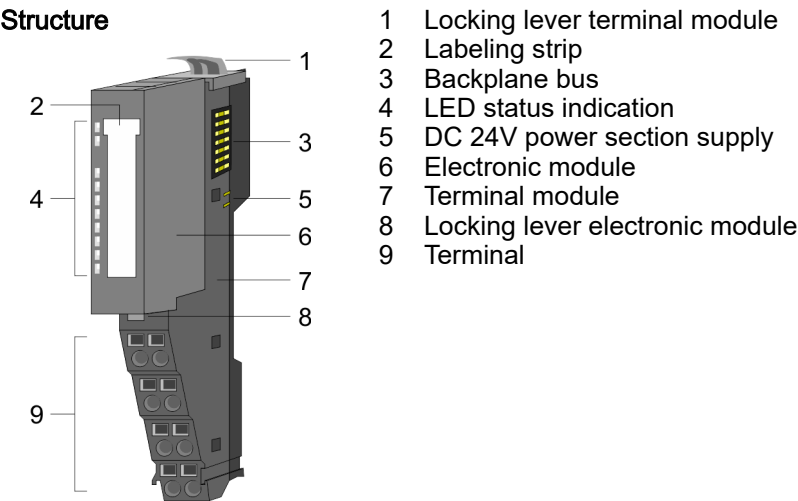 Structure
1 Locking lever terminal module
2 Labeling strip
3 Backplane bus
4 LED status indication
5 DC 24V power section supply
6 Electronic module
7 Terminal module
8 Locking lever electronic module
9 Terminal
1
2
3
4
5
6
7
8
9